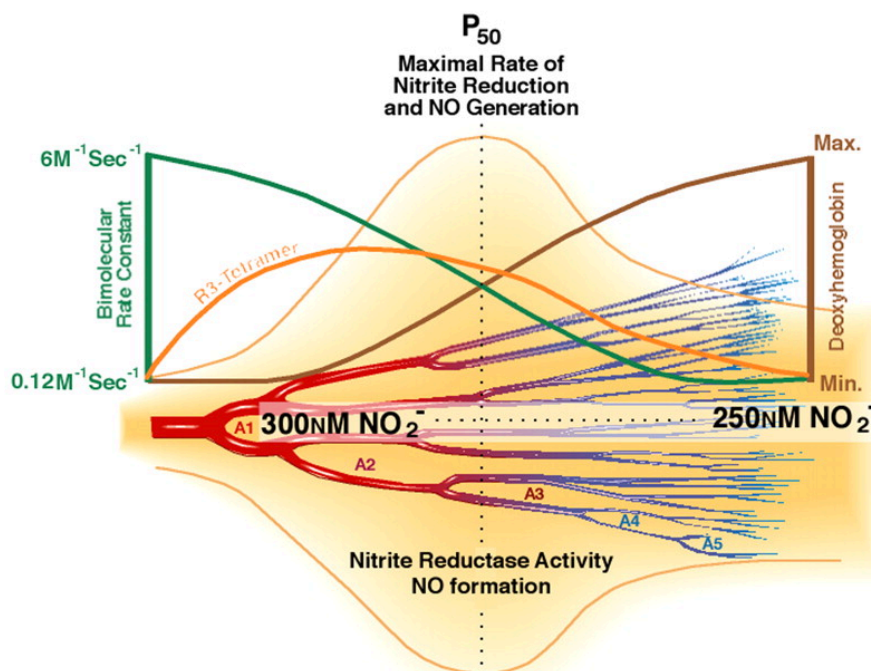 P₅₀
Maximal Rate of
Nitrite Reduction
and NO Generation
6M⁻¹Sec⁻¹
Max.
Bimolecular
Rate Constant
R3-Tetramer
Deoxyhemoglobin
0.12M⁻¹Sec⁻¹
Min.
A1
300NM NO₂⁻
250NM NO₂⁻
A2
A3
A4
A5
Nitrite Reductase Activity
NO formation